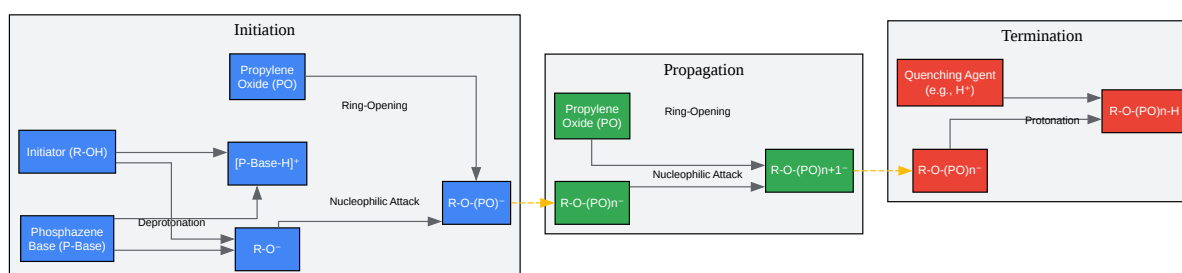 Initiation
Propylene
Oxide (PO)
Ring-Opening
Initiator (R-OH)
[P-Base-H]⁺
Phosphazene
Base (P-Base)
Deprotonation
R-O⁻
Nucleophilic Attack
R-O-(PO)⁻
Propagation
Propylene
Oxide (PO)
Ring-Opening
R-O-(PO)n⁻
Nucleophilic Attack
R-O-(PO)n+1⁻
Termination
Quenching Agent
(e.g., H⁺)
R-O-(PO)n-H
Protonation
R-O-(PO)n⁻